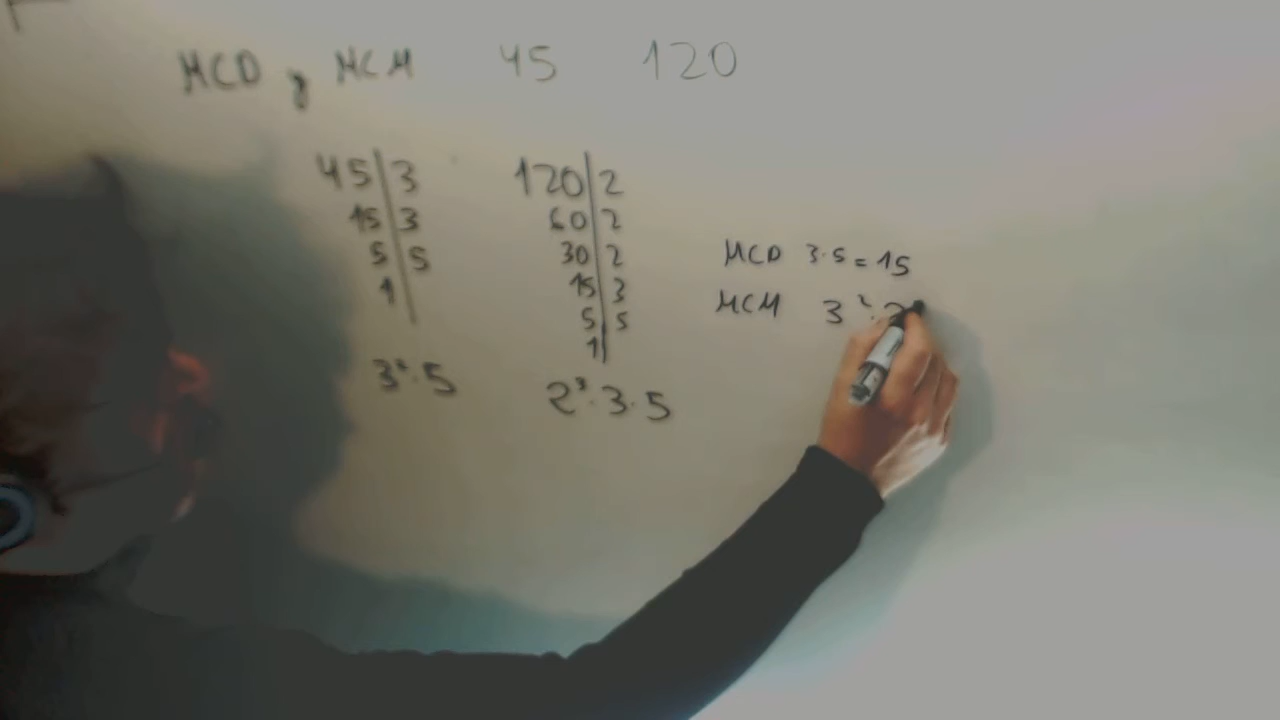 MCD y MCM 45 120
45 | 3
15 | 3
5 | 5
1 |
3² · 5
120 | 2
60 | 2
30 | 2
15 | 3
5 | 5
1 |
2³ · 3 · 5
MCD 3 · 5 = 15
MCM 3² ·